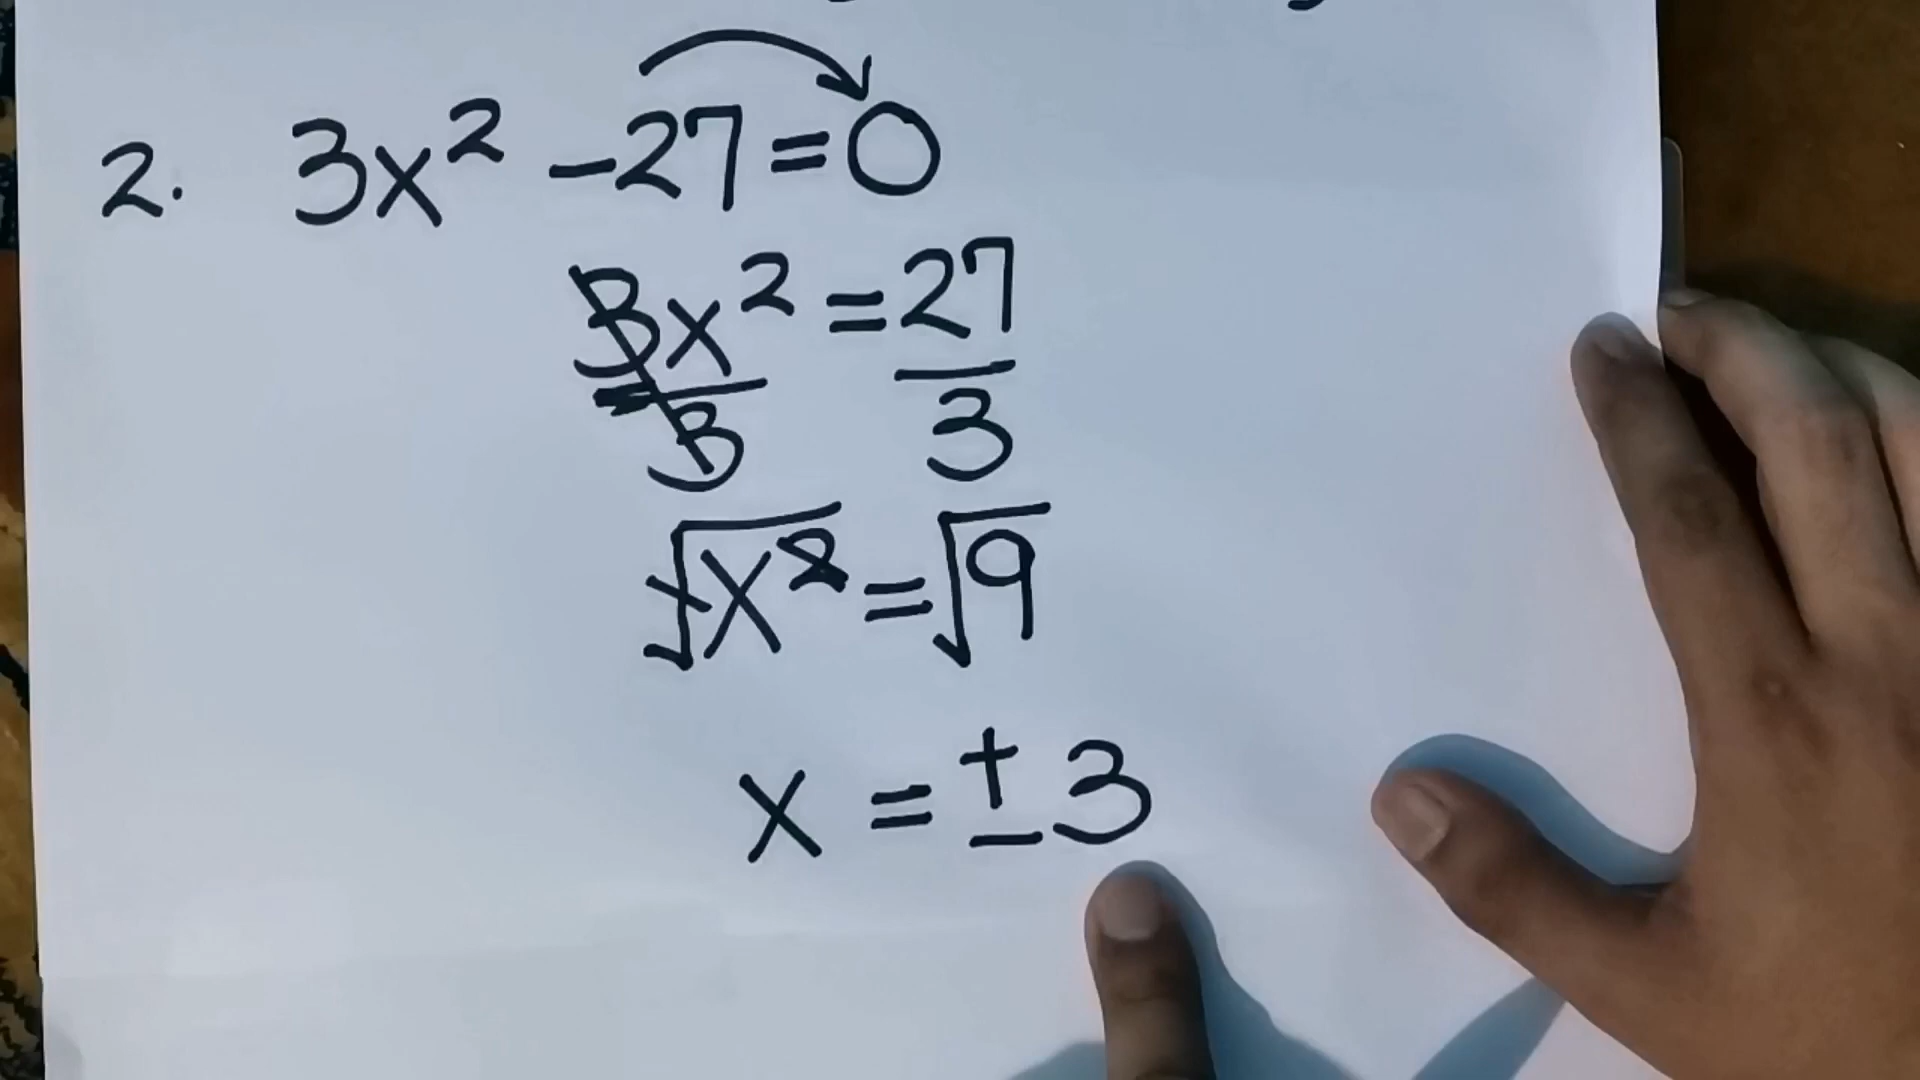 2. 3x² -27=0
3x² = 27
3 3
√x² = √9
x = ± 3